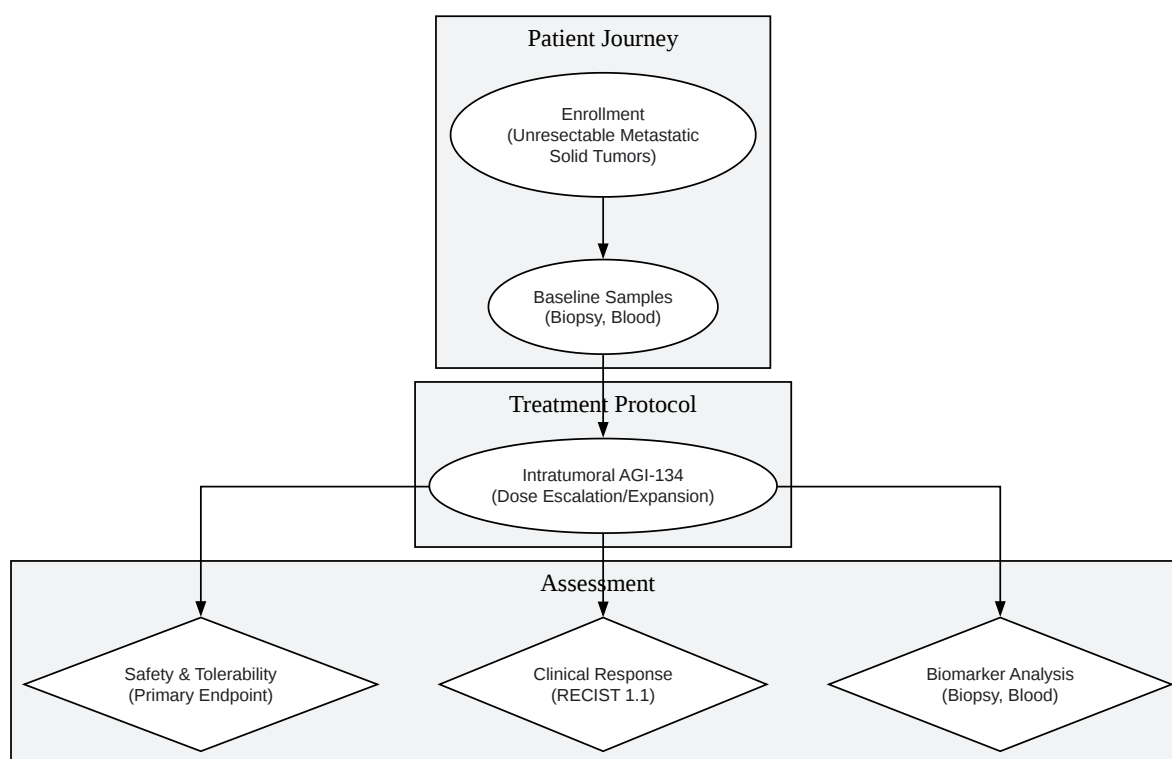 Patient Journey
Enrollment
(Unresectable Metastatic
Solid Tumors)
Baseline Samples
(Biopsy, Blood)
Treatment Protocol
Intratumoral AGI-134
(Dose Escalation/Expansion)
Assessment
Safety & Tolerability
(Primary Endpoint)
Clinical Response
(RECIST 1.1)
Biomarker Analysis
(Biopsy, Blood)